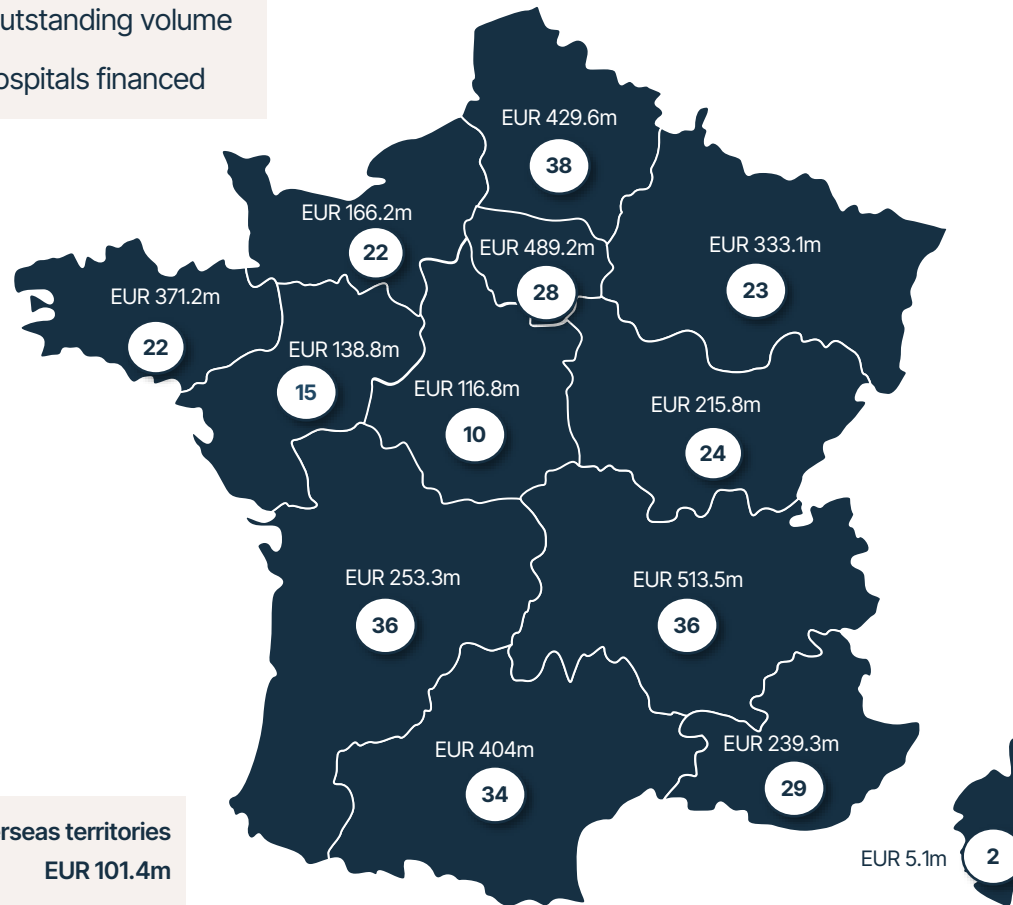 utstanding volume
ospitals financed
EUR 429.6m
38
EUR 166.2m
22
EUR 489.2m
28
EUR 333.1m
23
EUR 371.2m
22
EUR 138.8m
15
EUR 116.8m
10
EUR 215.8m
24
EUR 253.3m
36
EUR 513.5m
36
EUR 404m
34
EUR 239.3m
29
rseas territories
EUR 101.4m
EUR 5.1m
2